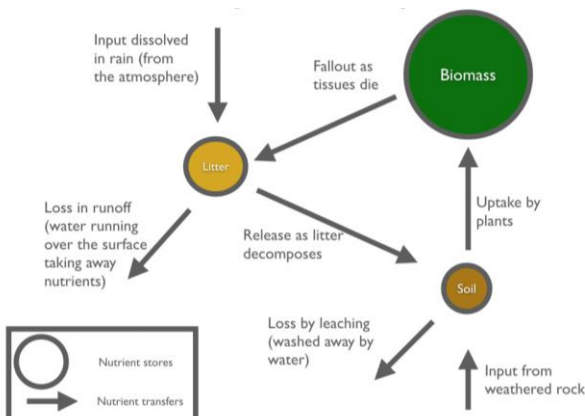 Input dissolved
in rain (from
the atmosphere)
Fallout as
tissues die
Biomass
Litter
Loss in runoff
(water running
over the surface
taking away
nutrients)
Release as litter
decomposes
Uptake by
plants
Soil
Loss by leaching
(washed away by
water)
Input from
weathered rock
Nutrient stores
Nutrient transfers